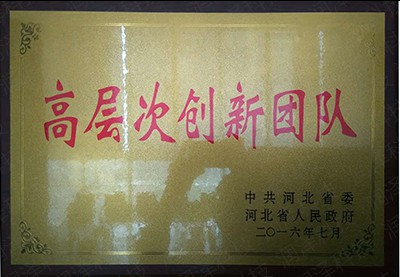 高层次创新团队
中共河北省委
河北省人民政府
二〇一六年七月